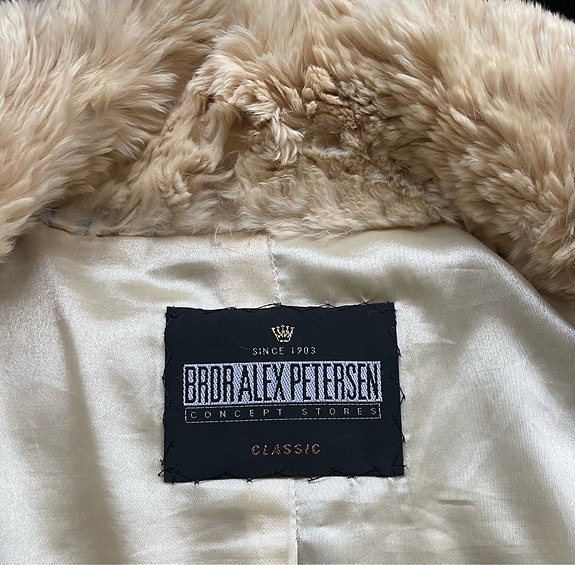 SINCE 1903
BRDR ALEX PETERSEN
CONCEPT STORES
CLASSIC